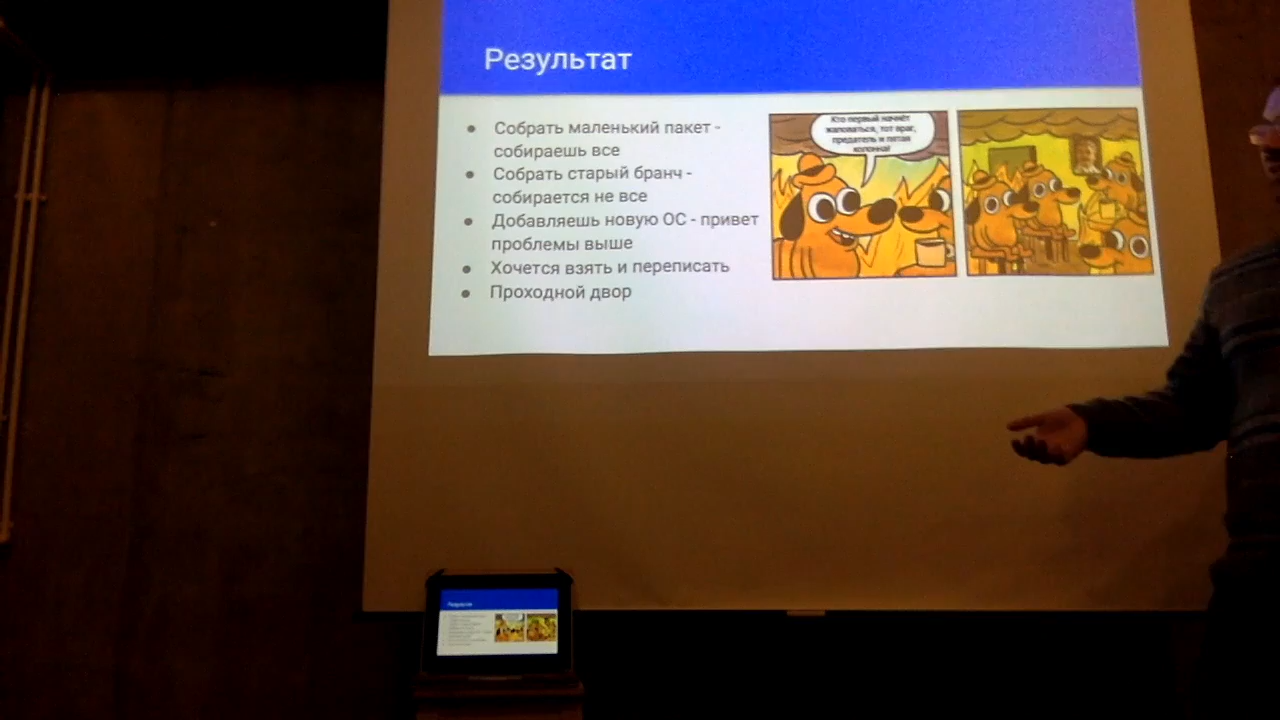 Результат
● Собрать маленький пакет -
собираешь все
● Собрать старый бранч -
собирается не все
● Добавляешь новую ОС - привет
проблемы выше
● Хочется взять и переписать
● Проходной двор
Кто первый начнёт
жаловаться, тот враг,
предатель и пятая
колонна!